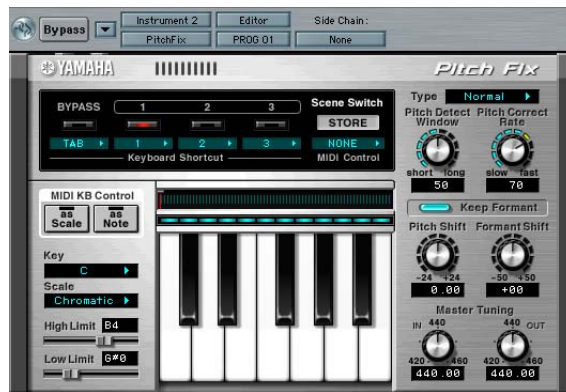 Bypass Instrument 2 Editor Side Chain:
PitchFix PROG 01 None
YAMAHA Pitch Fix
BYPASS 1 2 3 Scene Switch
STORE
TAB 1 2 3 NONE
Keyboard Shortcut MIDI Control
Type Normal
Pitch Detect Window Pitch Correct Rate
short long slow fast
50 70
Keep Formant
Pitch Shift Formant Shift
-24 +24 -50 +50
0.00 +00
Master Tuning
IN 440 440 OUT
420 460 420 460
440.00 440.00
MIDI KB Control
as Scale as Note
Key
C
Scale
Chromatic
High Limit B4
Low Limit G#0